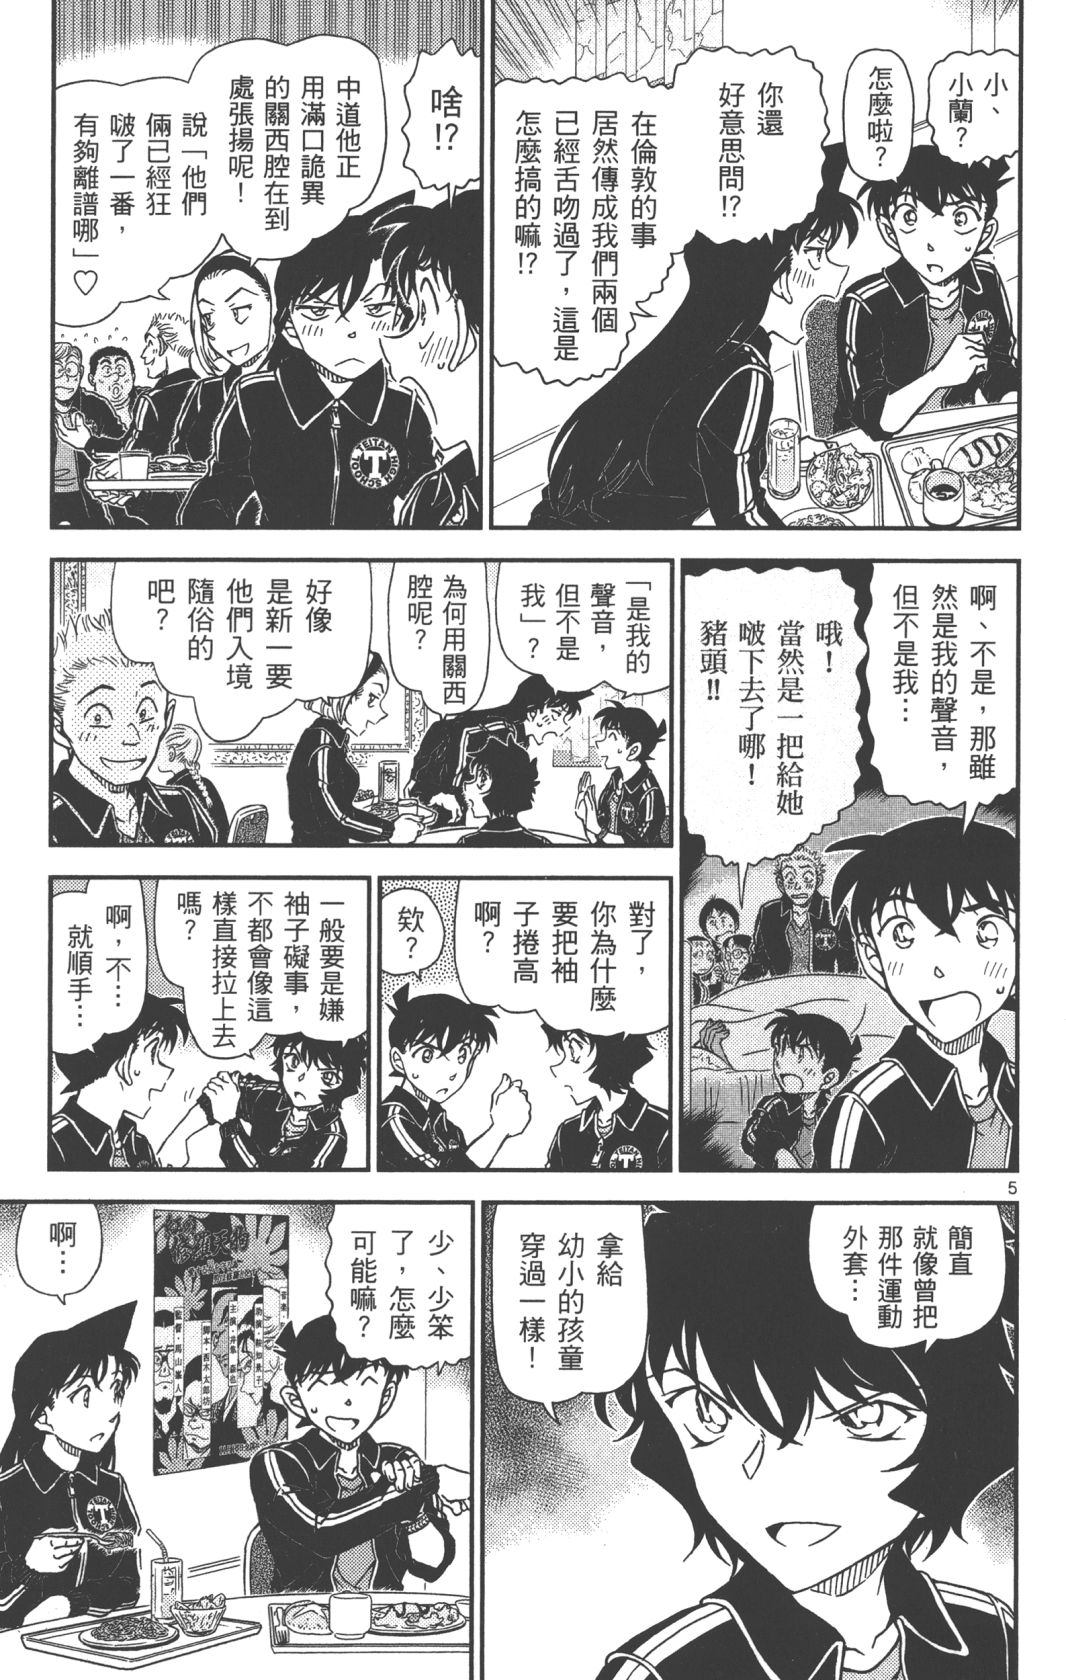 小、
小蘭？
怎麼啦？
你還
好意思問!?
在倫敦的事
居然傳成我們兩個
已經舌吻過了，這是
怎麼搞的嘛!?
啥!?
中道他正
用滿口詭異
的關西腔在到
處張揚呢！
說「他們
倆已經狂
啵了一番，
有夠離譜哪」♡
TEITAN HIGH SCHOOL
T
啊、不是，那雖
然是我的聲音，
但不是我…
哦！
當然是一把給她
啵下去了哪！
豬頭!!
「是我的
聲音，
但不是
我」？
為何用關西
腔呢？
好像
是新一要
他們入境
隨俗的
吧？
對了，
你為什麼
要把袖
子捲高
啊？
欸？
一般要是嫌
袖子礙事，
不都會像這
樣直接拉上去
嗎？
啊，不…
就順手…
5
簡直
就像曾把
那件運動
外套…
拿給
幼小的孩童
穿過一樣！
少、少笨
了，怎麼
可能嘛？
啊…